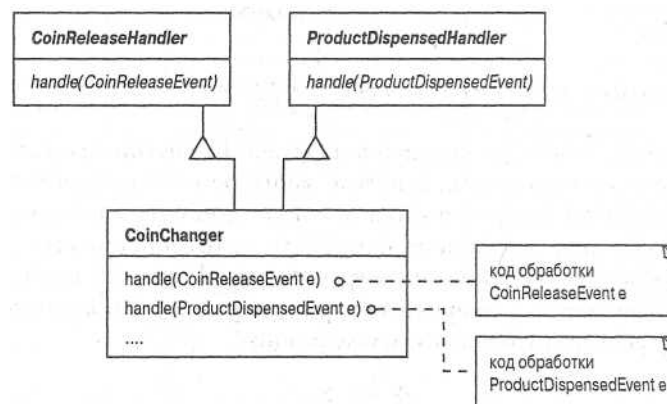 CoinReleaseHandler
handle(CoinReleaseEvent)
ProductDispensedHandler
handle(ProductDispensedEvent)
CoinChanger
handle(CoinReleaseEvent e)
handle(ProductDispensedEvent e)
....
код обработки
CoinReleaseEvent e
код обработки
ProductDispensedEvent e